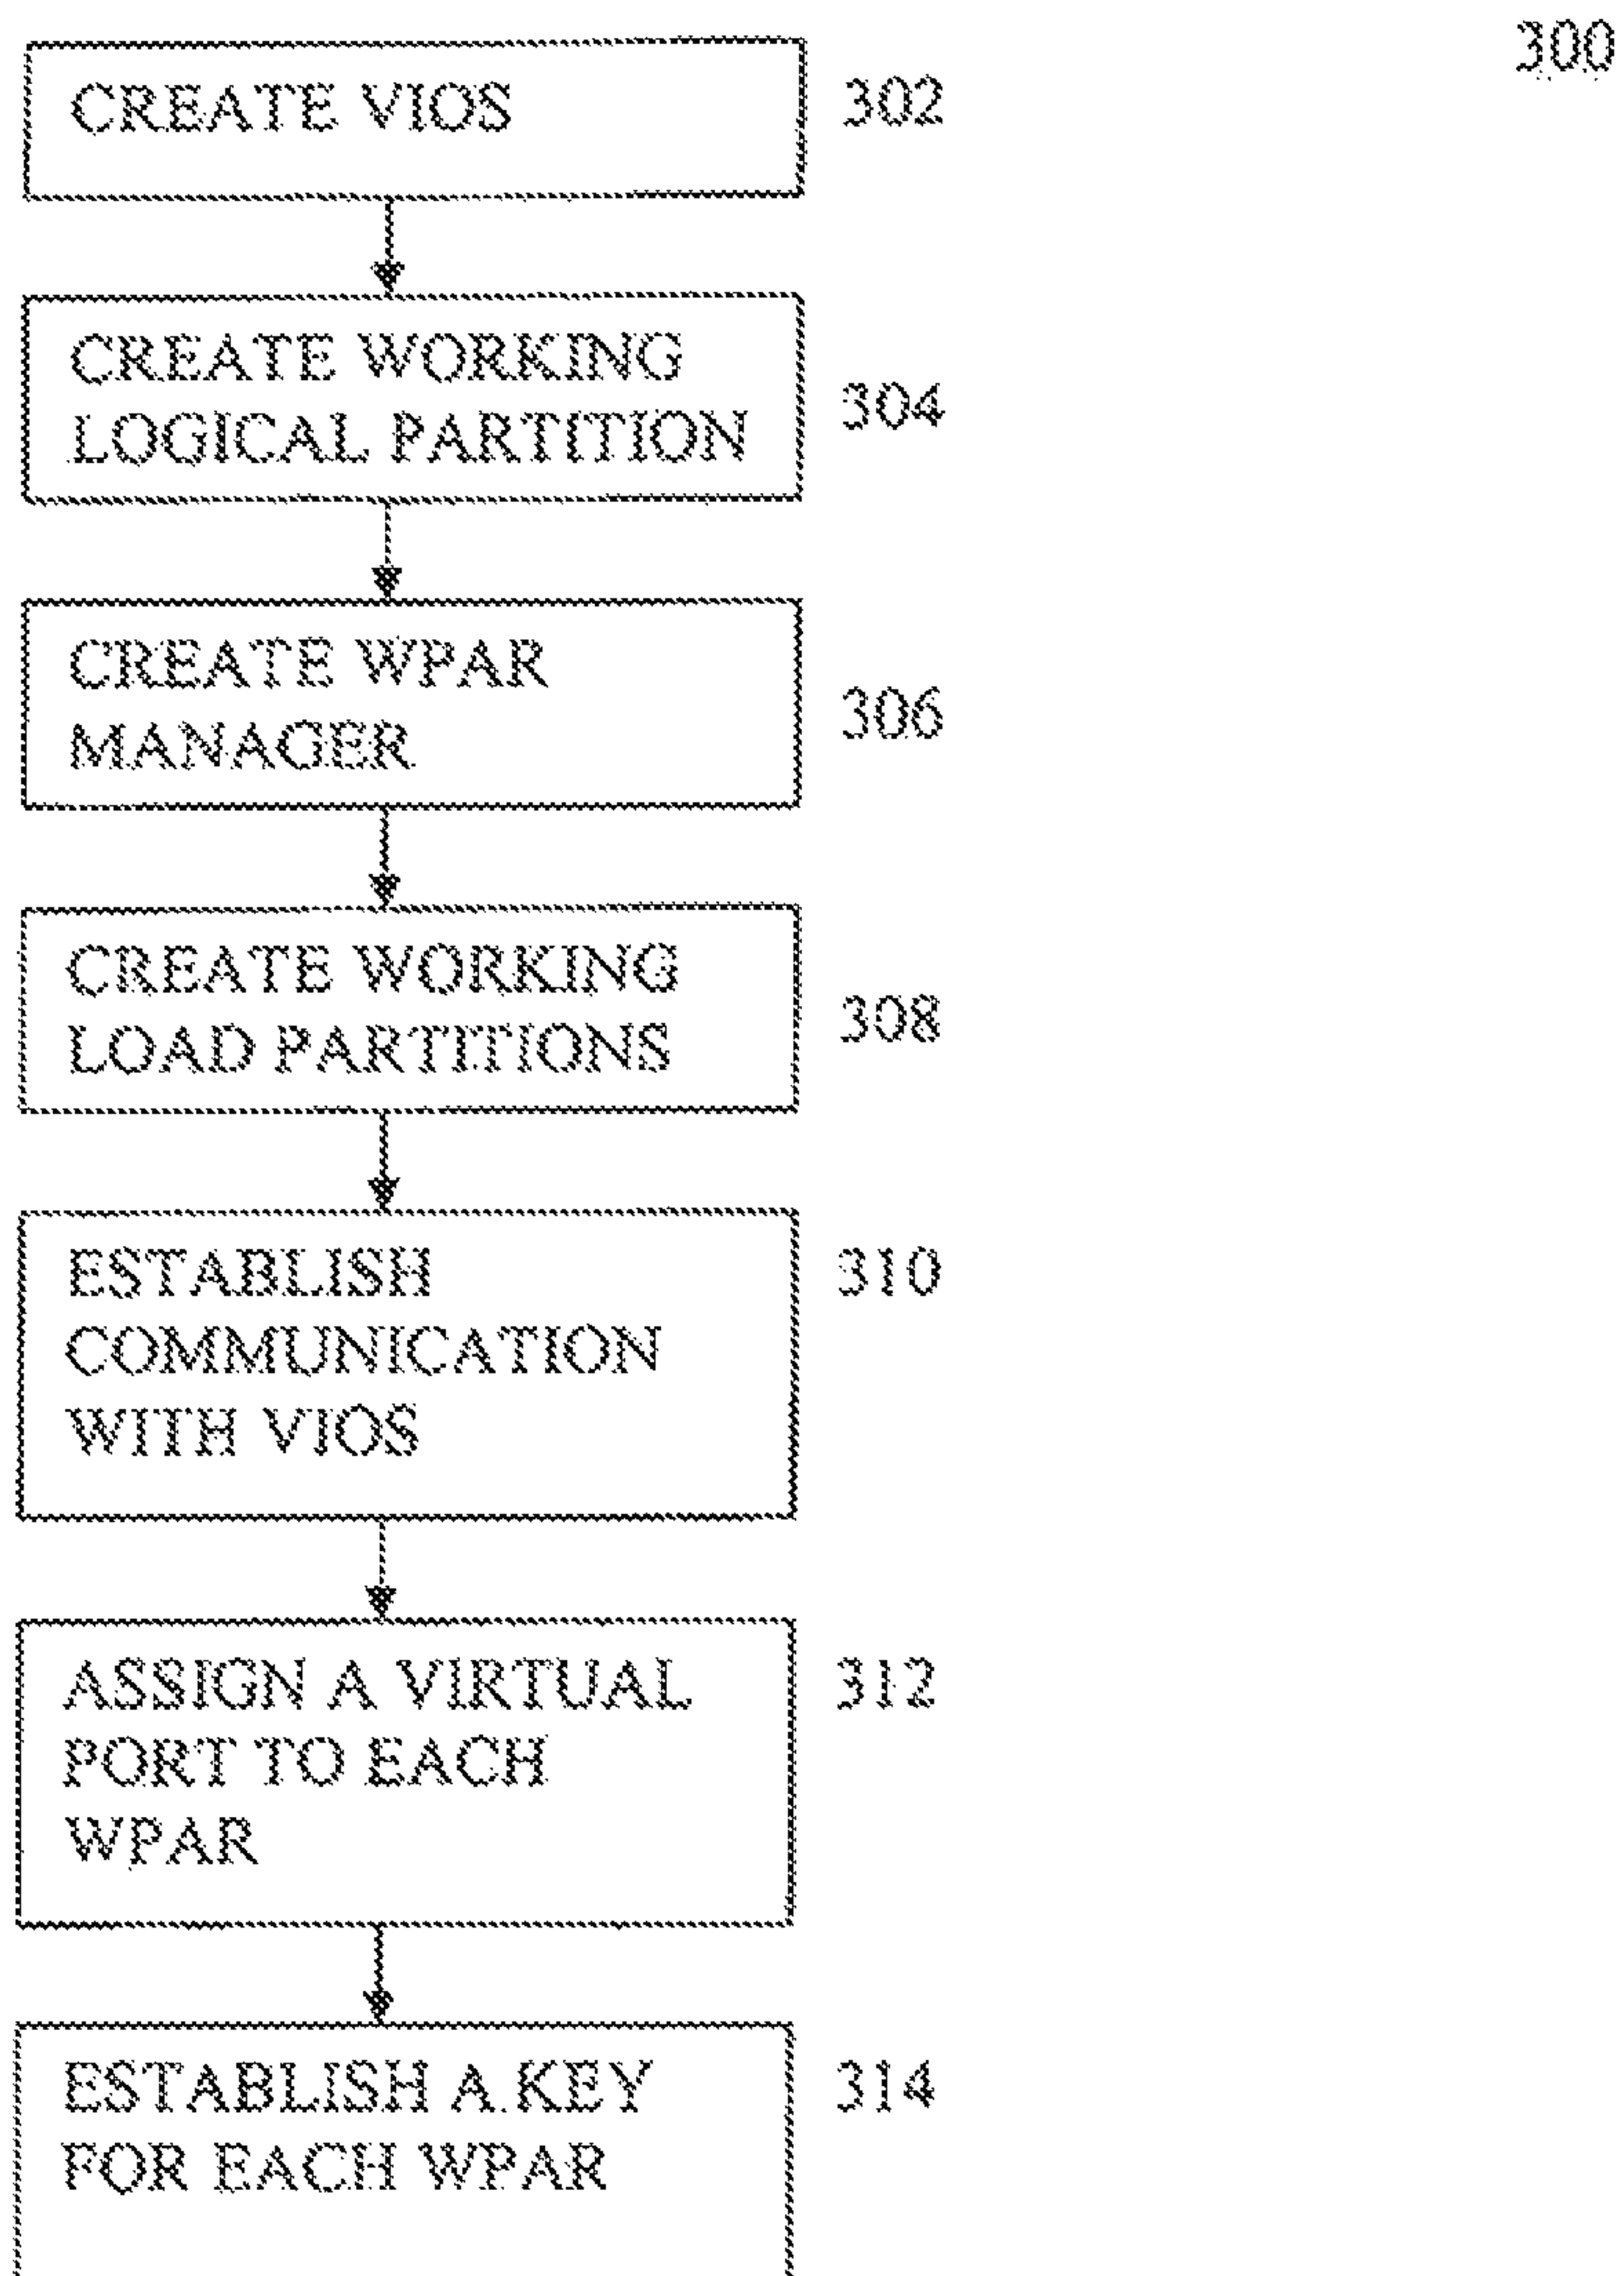 300
CREATE VIOS
302
CREATE WORKING
LOGICAL PARTITION
304
CREATE WPAR
MANAGER
306
CREATE WORKING
LOAD PARTITIONS
308
ESTABLISH
COMMUNICATION
WITH VIOS
310
ASSIGN A VIRTUAL
PORT TO EACH
WPAR
312
ESTABLISH A KEY
FOR EACH WPAR
314